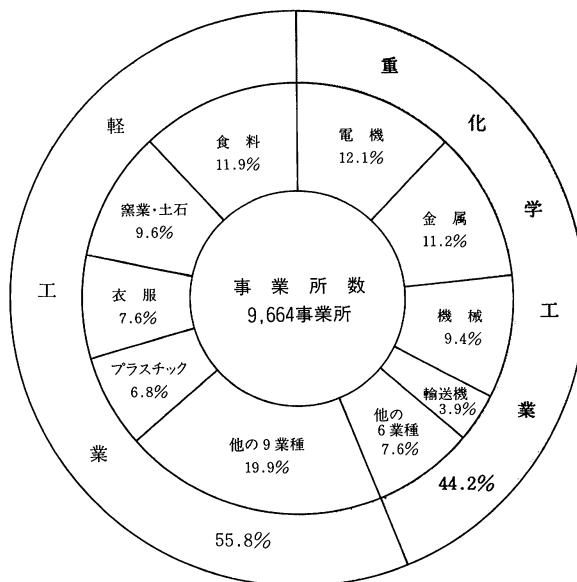 重化学工業
44.2%
軽工業
55.8%
電機
12.1%
金属
11.2%
機械
9.4%
輸送機
3.9%
他の
6業種
7.6%
他の9業種
19.9%
プラスチック
6.8%
衣服
7.6%
窯業・土石
9.6%
食料
11.9%
事業所数
9,664事業所